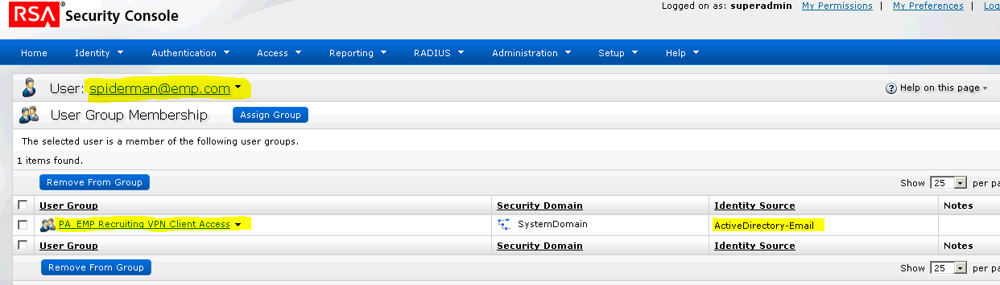 RSA® Security Console
Logged on as: superadmin My Permissions | My Preferences | Log
Home Identity Authentication Access Reporting RADIUS Administration Setup Help
User: spiderman@emp.com
Help on this page
User Group Membership Assign Group
The selected user is a member of the following user groups.
1 items found.
Remove From Group Show 25 per pa
User Group Security Domain Identity Source Notes
PA_EMP Recruiting VPN Client Access SystemDomain ActiveDirectory-Email
User Group Security Domain Identity Source Notes
Remove From Group Show 25 per pa